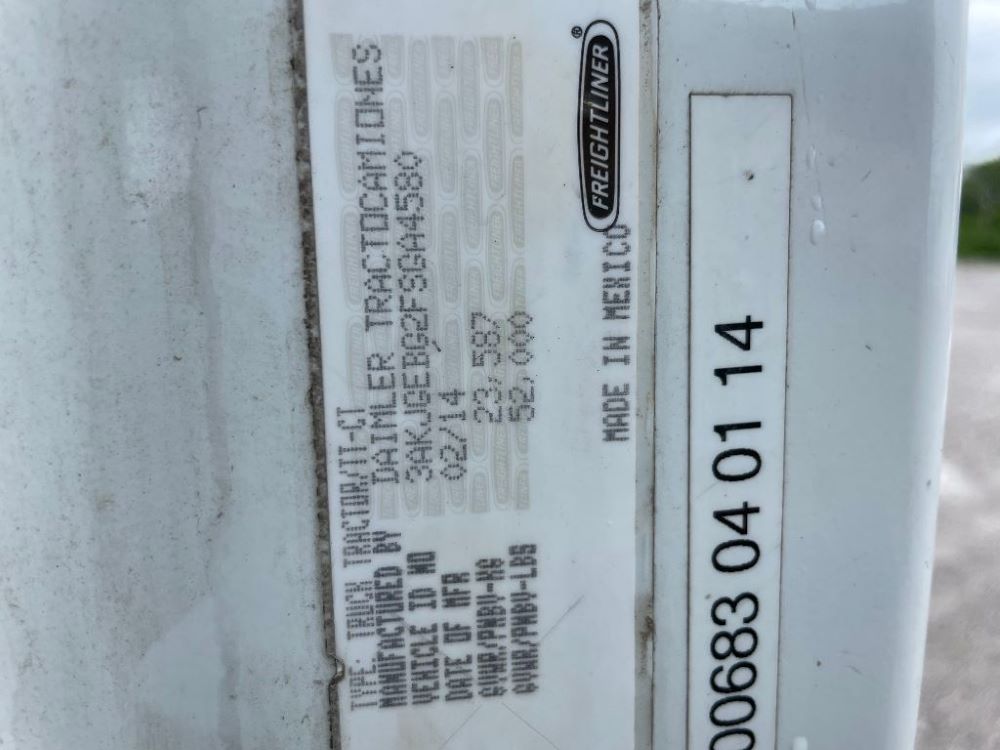 TYPE: TRUCK TRACTOR/TT-CT
MANUFACTURED BY DAIMLER TRACTOCAMIONES
VEHICLE ID NO 3AKJGEBG2FSGA4580
DATE OF MFR 02/14
GVWR/PNBV-KG 23,587
GVWR/PNBV-LBS 52,000
MADE IN MEXICO
FREIGHTLINER®
00683 04 01 14